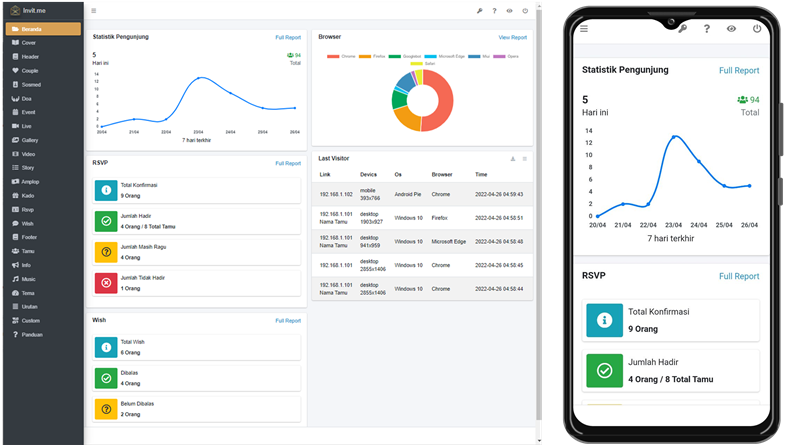 Invit me
Beranda
Cover
Header
Couple
Sosmed
Doa
Event
Live
Gallery
Video
Story
Amplop
Kado
Rsvp
Wish
Footer
Tamu
Info
Music
Tema
Urutan
Custom
Panduan
Statistik Pengunjung Full Report
5 94
Hari ini Total
14
12
10
8
6
4
2
0
20/04 21/04 22/04 23/04 24/04 25/04 26/04
7 hari terkhir
RSVP Full Report
Total Konfirmasi
9 Orang
Jumlah Hadir
4 Orang / 8 Total Tamu
Jumlah Masih Ragu
4 Orang
Jumlah Tidak Hadir
1 Orang
Wish Full Report
Total Wish
6 Orang
Dibalas
4 Orang
Belum Dibalas
2 Orang
Browser View Report
Chrome Firefox Googlebot Microsoft Edge Mac Opera
Safari
Last Visitor
Link Device Os Browser Time
192.168.1.102 mobile 393x766 Android Pie Chrome 2022-04-26 04:59:43
192.168.1.101 Nama Tamu desktop 1903x927 Windows 10 Firefox 2022-04-26 04:58:51
192.168.1.101 Nama Tamu desktop 941x959 Windows 10 Microsoft Edge 2022-04-26 04:58:48
192.168.1.101 desktop 2855x1406 Windows 10 Chrome 2022-04-26 04:58:45
192.168.1.101 Nama Tamu desktop 2855x1406 Windows 10 Chrome 2022-04-26 04:58:44
Statistik Pengunjung Full Report
5 94
Hari ini Total
14
12
10
8
6
4
2
0
20/04 21/04 22/04 23/04 24/04 25/04 26/04
7 hari terkhir
RSVP Full Report
Total Konfirmasi
9 Orang
Jumlah Hadir
4 Orang / 8 Total Tamu